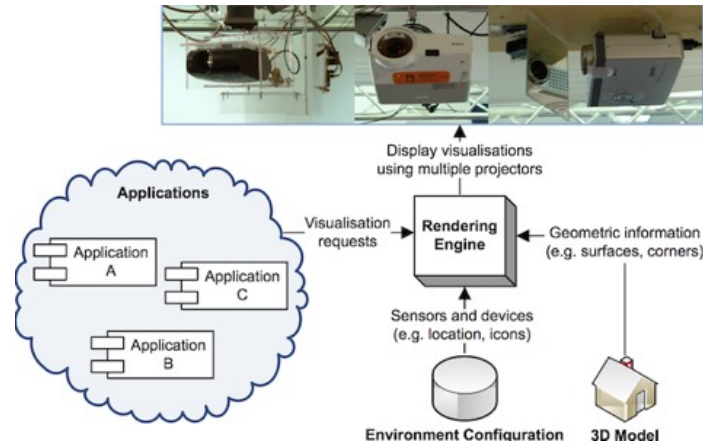 Display visualisations
using multiple projectors
Applications
Application
A
Application
C
Application
B
Visualisation
requests
Rendering
Engine
Geometric information
(e.g. surfaces, corners)
Sensors and devices
(e.g. location, icons)
Environment Configuration
3D Model